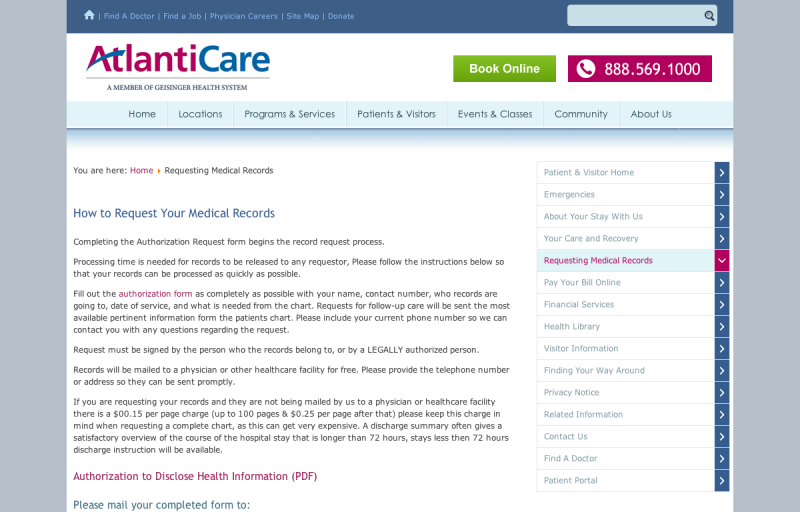 | Find A Doctor | Find a Job | Physician Careers | Site Map | Donate
AtlantiCare
A MEMBER OF GEISINGER HEALTH SYSTEM
Book Online
888.569.1000
Home
Locations
Programs & Services
Patients & Visitors
Events & Classes
Community
About Us
You are here: Home Requesting Medical Records
How to Request Your Medical Records
Completing the Authorization Request form begins the record request process.
Processing time is needed for records to be released to any requestor, Please follow the instructions below so
that your records can be processed as quickly as possible.
Fill out the authorization form as completely as possible with your name, contact number, who records are
going to, date of service, and what is needed from the chart. Requests for follow-up care will be sent the most
available pertinent information form the patients chart. Please include your current phone number so we can
contact you with any questions regarding the request.
Request must be signed by the person who the records belong to, or by a LEGALLY authorized person.
Records will be mailed to a physician or other healthcare facility for free. Please provide the telephone number
or address so they can be sent promptly.
If you are requesting your records and they are not being mailed by us to a physician or healthcare facility
there is a $00.15 per page charge (up to 100 pages & $0.25 per page after that) please keep this charge in
mind when requesting a complete chart, as this can get very expensive. A discharge summary often gives a
satisfactory overview of the course of the hospital stay that is longer than 72 hours, stays less then 72 hours
discharge instruction will be available.
Authorization to Disclose Health Information (PDF)
Please mail your completed form to:
Patient & Visitor Home
Emergencies
About Your Stay With Us
Your Care and Recovery
Requesting Medical Records
Pay Your Bill Online
Financial Services
Health Library
Visitor Information
Finding Your Way Around
Privacy Notice
Related Information
Contact Us
Find A Doctor
Patient Portal